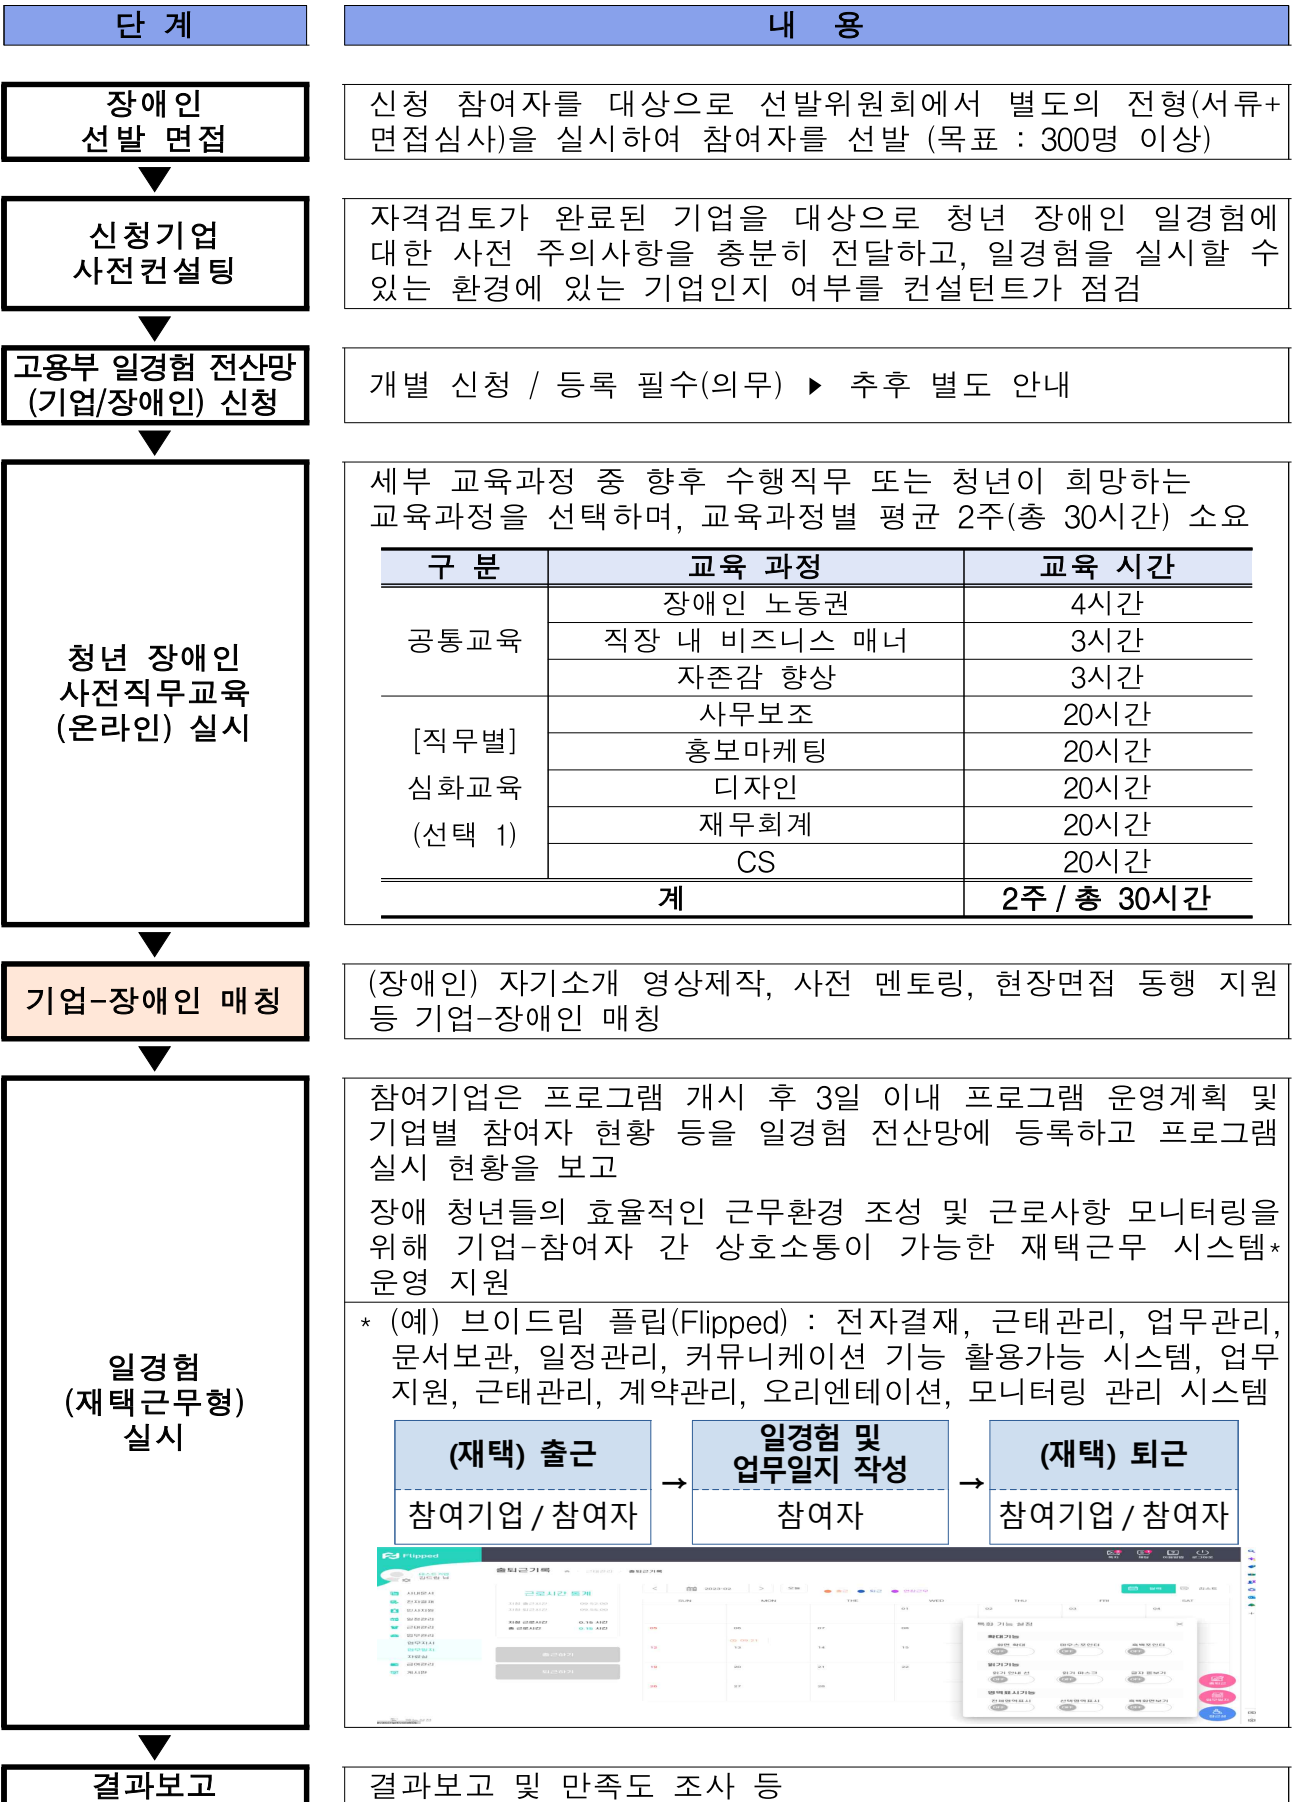 단 계
내 용
장애인
선발 면접
신청 참여자를 대상으로 선발위원회에서 별도의 전형(서류+
면접심사)을 실시하여 참여자를 선발 (목표 : 300명 이상)
▼
신청기업
사전컨설팅
자격검토가 완료된 기업을 대상으로 청년 장애인 일경험에
대한 사전 주의사항을 충분히 전달하고, 일경험을 실시할 수
있는 환경에 있는 기업인지 여부를 컨설턴트가 점검
▼
고용부 일경험 전산망
(기업/장애인) 신청
개별 신청 / 등록 필수(의무) ▶ 추후 별도 안내
▼
청년 장애인
사전직무교육
(온라인) 실시
세부 교육과정 중 향후 수행직무 또는 청년이 희망하는
교육과정을 선택하며, 교육과정별 평균 2주(총 30시간) 소요
구 분 교육 과정 교육 시간
공통교육
장애인 노동권 4시간
직장 내 비즈니스 매너 3시간
자존감 향상 3시간
[직무별]
심화교육
(선택 1)
사무보조 20시간
홍보마케팅 20시간
디자인 20시간
재무회계 20시간
CS 20시간
계 2주 / 총 30시간
▼
기업-장애인 매칭
(장애인) 자기소개 영상제작, 사전 멘토링, 현장면접 동행 지원
등 기업-장애인 매칭
▼
일경험
(재택근무형)
실시
참여기업은 프로그램 개시 후 3일 이내 프로그램 운영계획 및
기업별 참여자 현황 등을 일경험 전산망에 등록하고 프로그램
실시 현황을 보고
장애 청년들의 효율적인 근무환경 조성 및 근로사항 모니터링을
위해 기업-참여자 간 상호소통이 가능한 재택근무 시스템*
운영 지원
* (예) 브이드림 플립(Flipped) : 전자결재, 근태관리, 업무관리,
문서보관, 일정관리, 커뮤니케이션 기능 활용가능 시스템, 업무
지원, 근태관리, 계약관리, 오리엔테이션, 모니터링 관리 시스템
(재택) 출근
참여기업 / 참여자
→
일경험 및
업무일지 작성
참여자
→
(재택) 퇴근
참여기업 / 참여자
Flipped
출퇴근기록
근로시간 통계
SUN MON TUE WED THU FRI SAT
확대기능
읽기기능
▼
결과보고
결과보고 및 만족도 조사 등